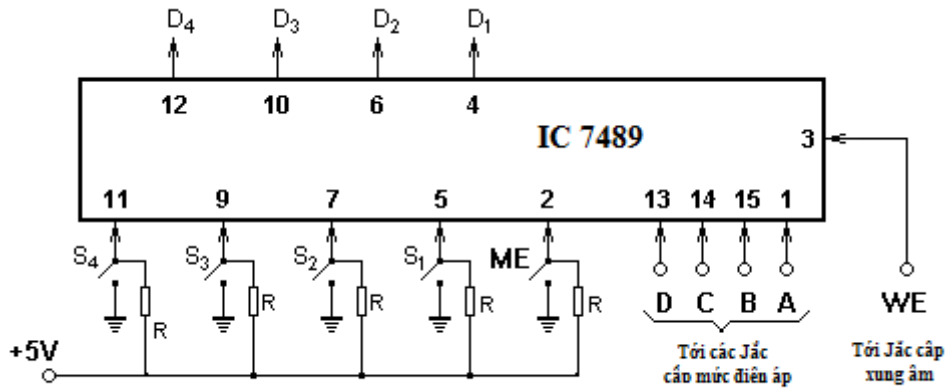 D4 D3 D2 D1
12 10 6 4
IC 7489
3
11 9 7 5 2 13 14 15 1
S4 S3 S2 S1 ME
R R R R R
D C B A
WE
+5V
Tới các Jắc
cấp mức điện áp
Tới Jắc cấp
xung âm